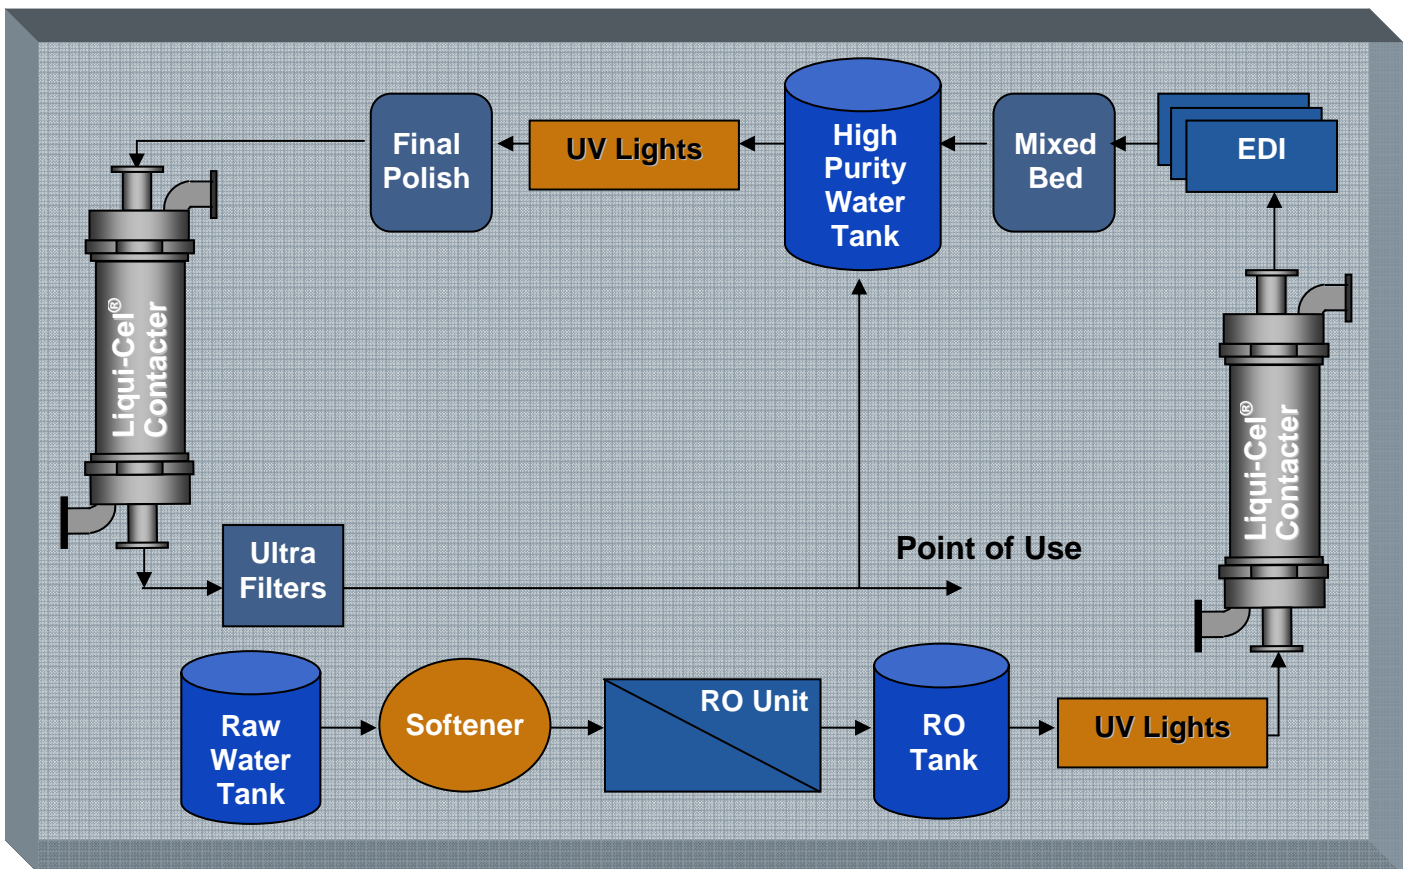 Final
Polish
UV Lights
High
Purity
Water
Tank
Mixed
Bed
EDI
Liqui-Cel®
Contacter
Liqui-Cel®
Contacter
Ultra
Filters
Point of Use
Raw
Water
Tank
Softener
RO Unit
RO
Tank
UV Lights